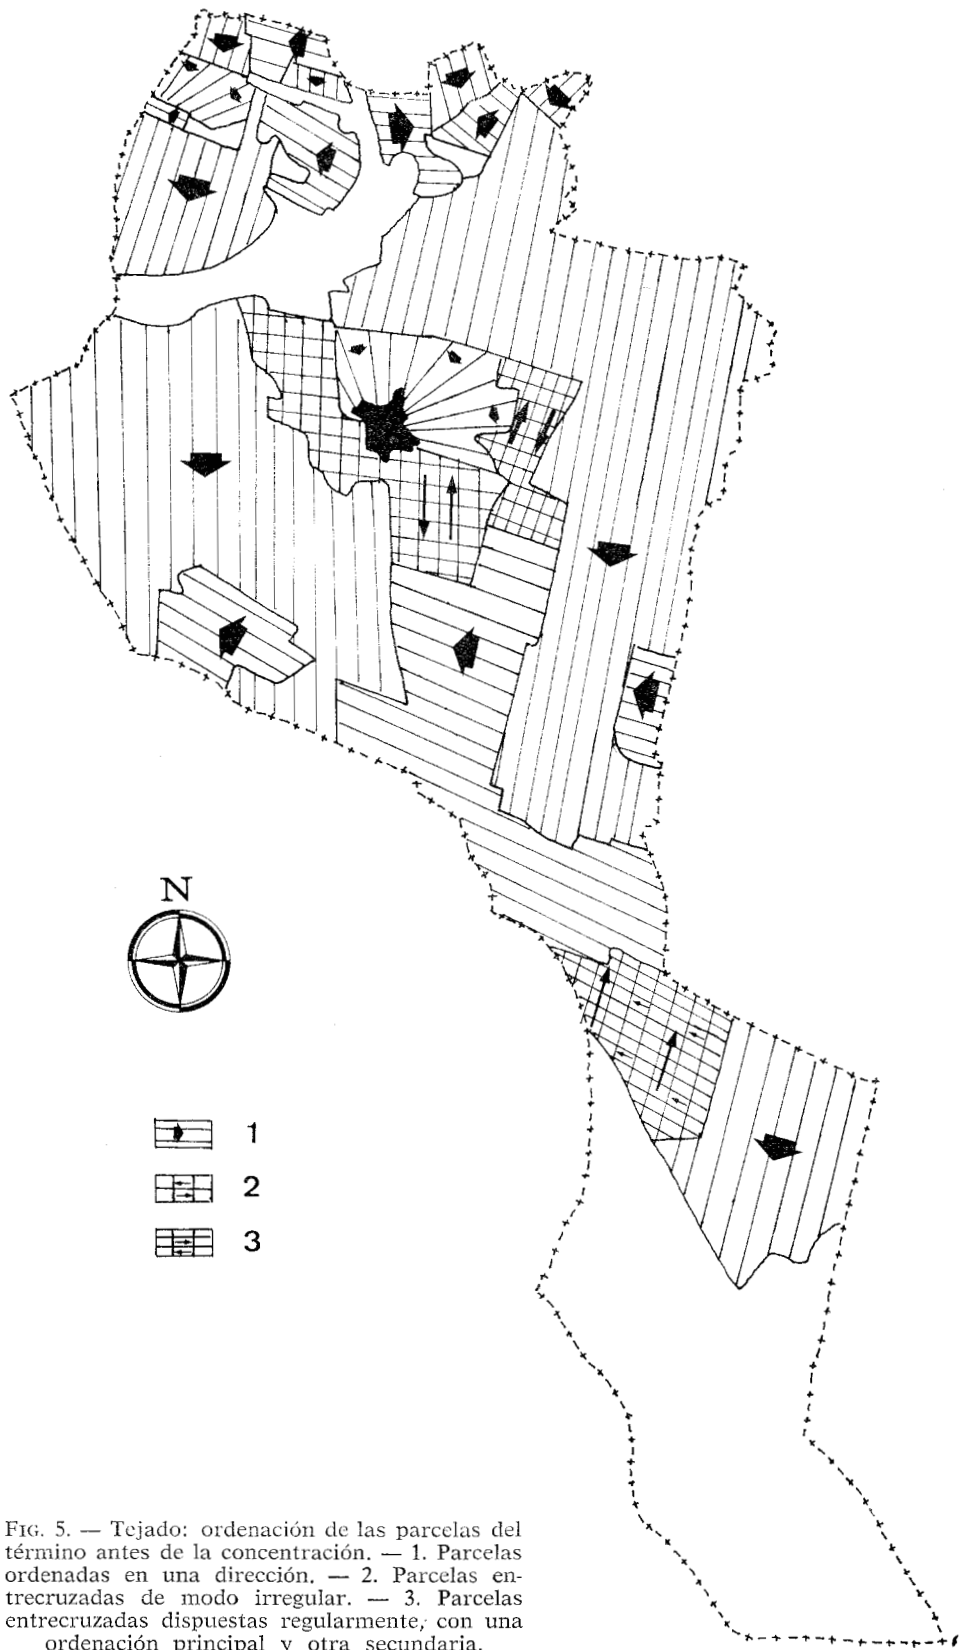 N
1
2
3
FIG. 5. — Tejado: ordenación de las parcelas del
término antes de la concentración. — 1. Parcelas
ordenadas en una dirección. — 2. Parcelas en-
trecruzadas de modo irregular. — 3. Parcelas
entrecruzadas dispuestas regularmente, con una
ordenación principal y otra secundaria.